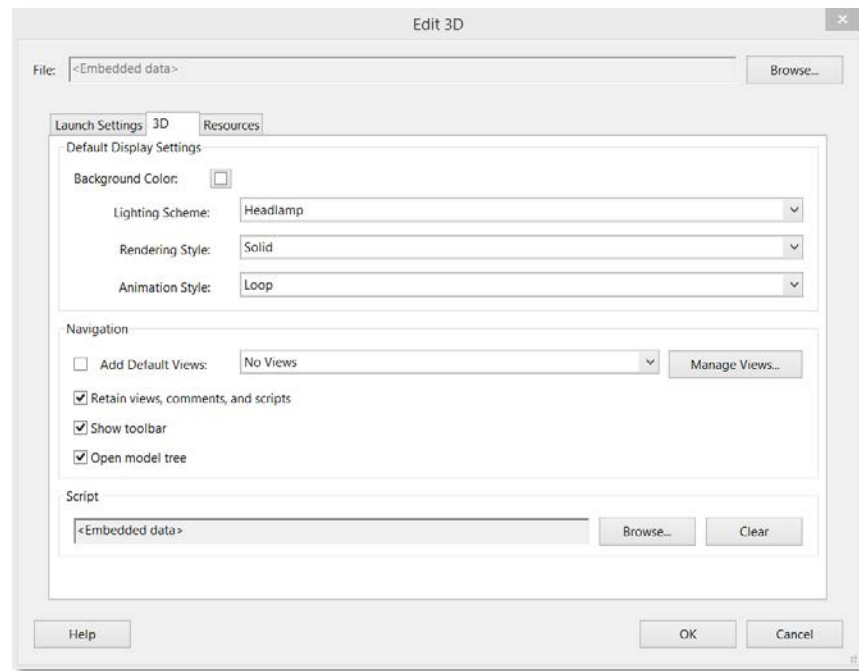 Edit 3D
File: <Embedded data> Browse...
Launch Settings 3D Resources
Default Display Settings
Background Color:
Lighting Scheme: Headlamp
Rendering Style: Solid
Animation Style: Loop
Navigation
Add Default Views: No Views Manage Views...
Retain views, comments, and scripts
Show toolbar
Open model tree
Script
<Embedded data> Browse... Clear
Help OK Cancel